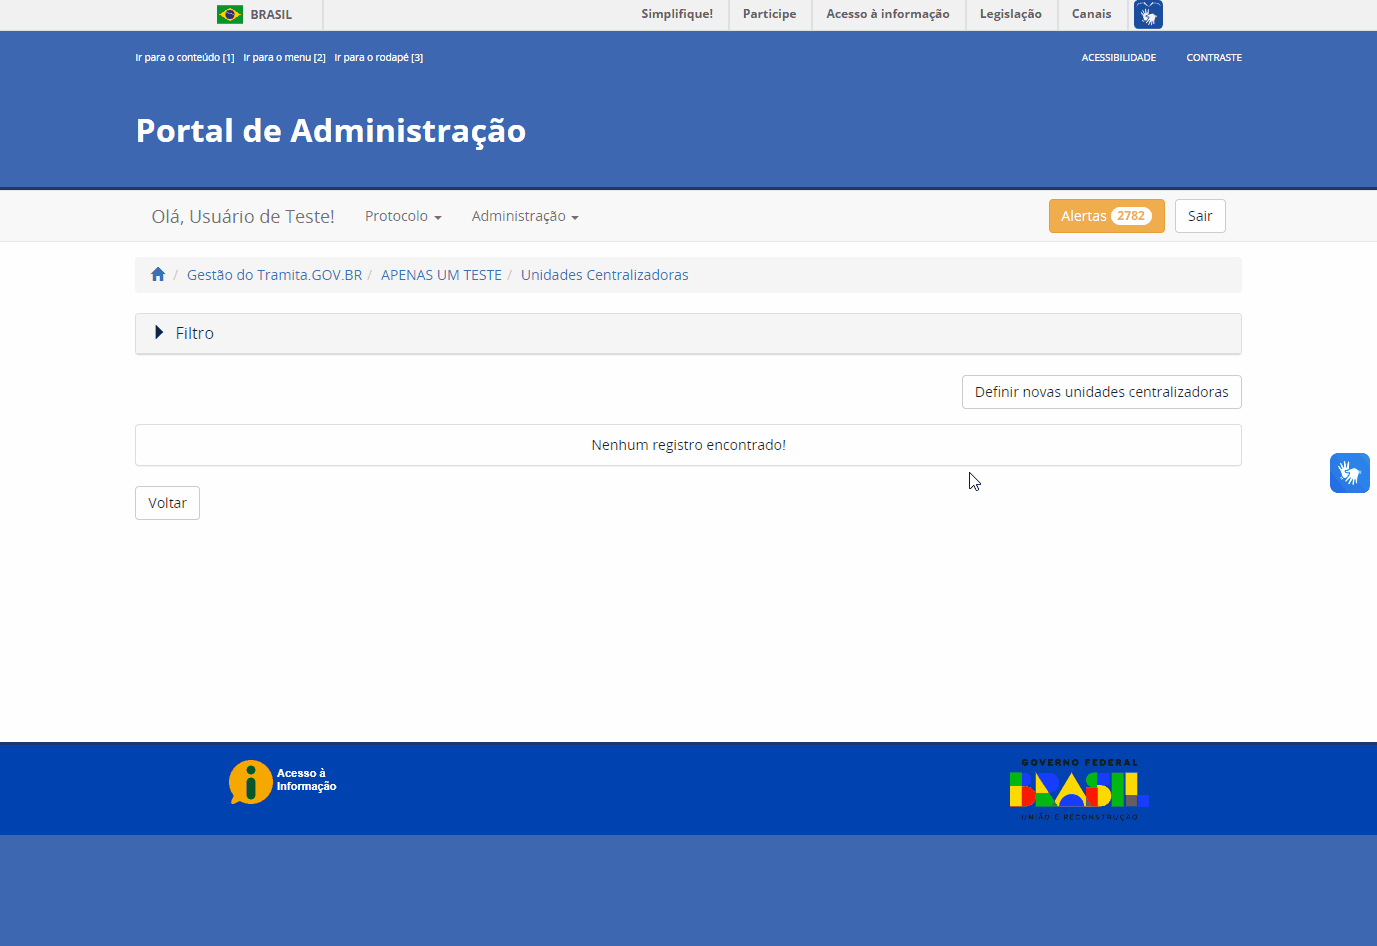 BRASIL
Simplifique!
Participe
Acesso à informação
Legislação
Canais
Ir para o conteúdo [1] Ir para o menu [2] Ir para o rodapé [3]
ACESSIBILIDADE
CONTRASTE
Portal de Administração
Olá, Usuário de Teste!
Protocolo
Administração
Alertas 2782
Sair
/ Gestão do Tramita.GOV.BR / APENAS UM TESTE / Unidades Centralizadoras
Filtro
Definir novas unidades centralizadoras
Nenhum registro encontrado!
Voltar
Acesso à
Informação
GOVERNO FEDERAL
BRASIL
UNIÃO E RECONSTRUÇÃO